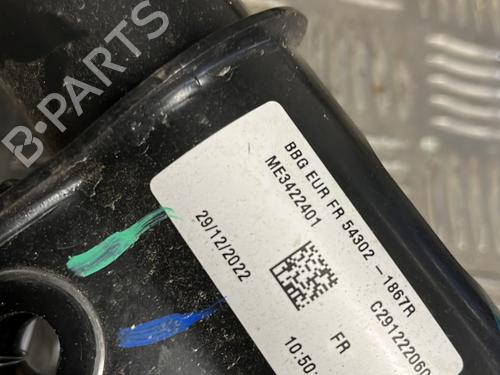 B-PARTS
BBG EUR FR 54302 - 1867R
ME3422401
29/12/2022
C291222060
FR
10:50